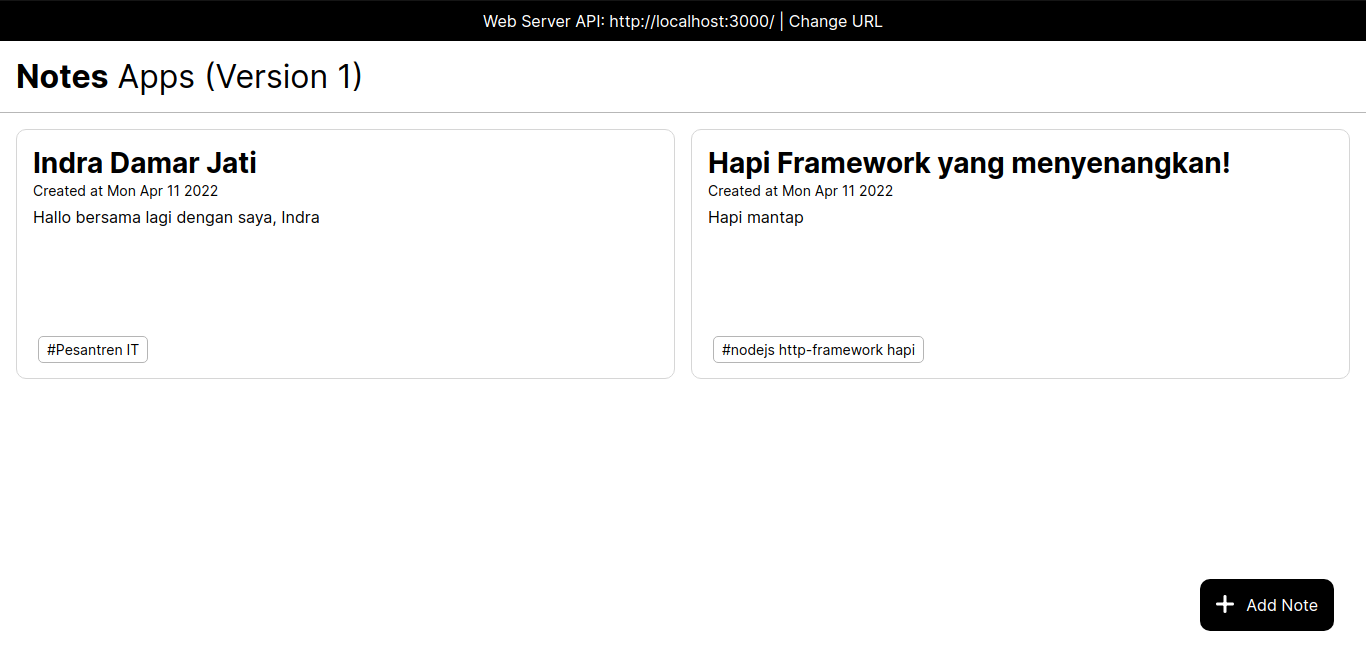 Web Server API: http://localhost:3000/ | Change URL
Notes Apps (Version 1)
Indra Damar Jati
Created at Mon Apr 11 2022
Hallo bersama lagi dengan saya, Indra
#Pesantren IT
Hapi Framework yang menyenangkan!
Created at Mon Apr 11 2022
Hapi mantap
#nodejs http-framework hapi
Add Note